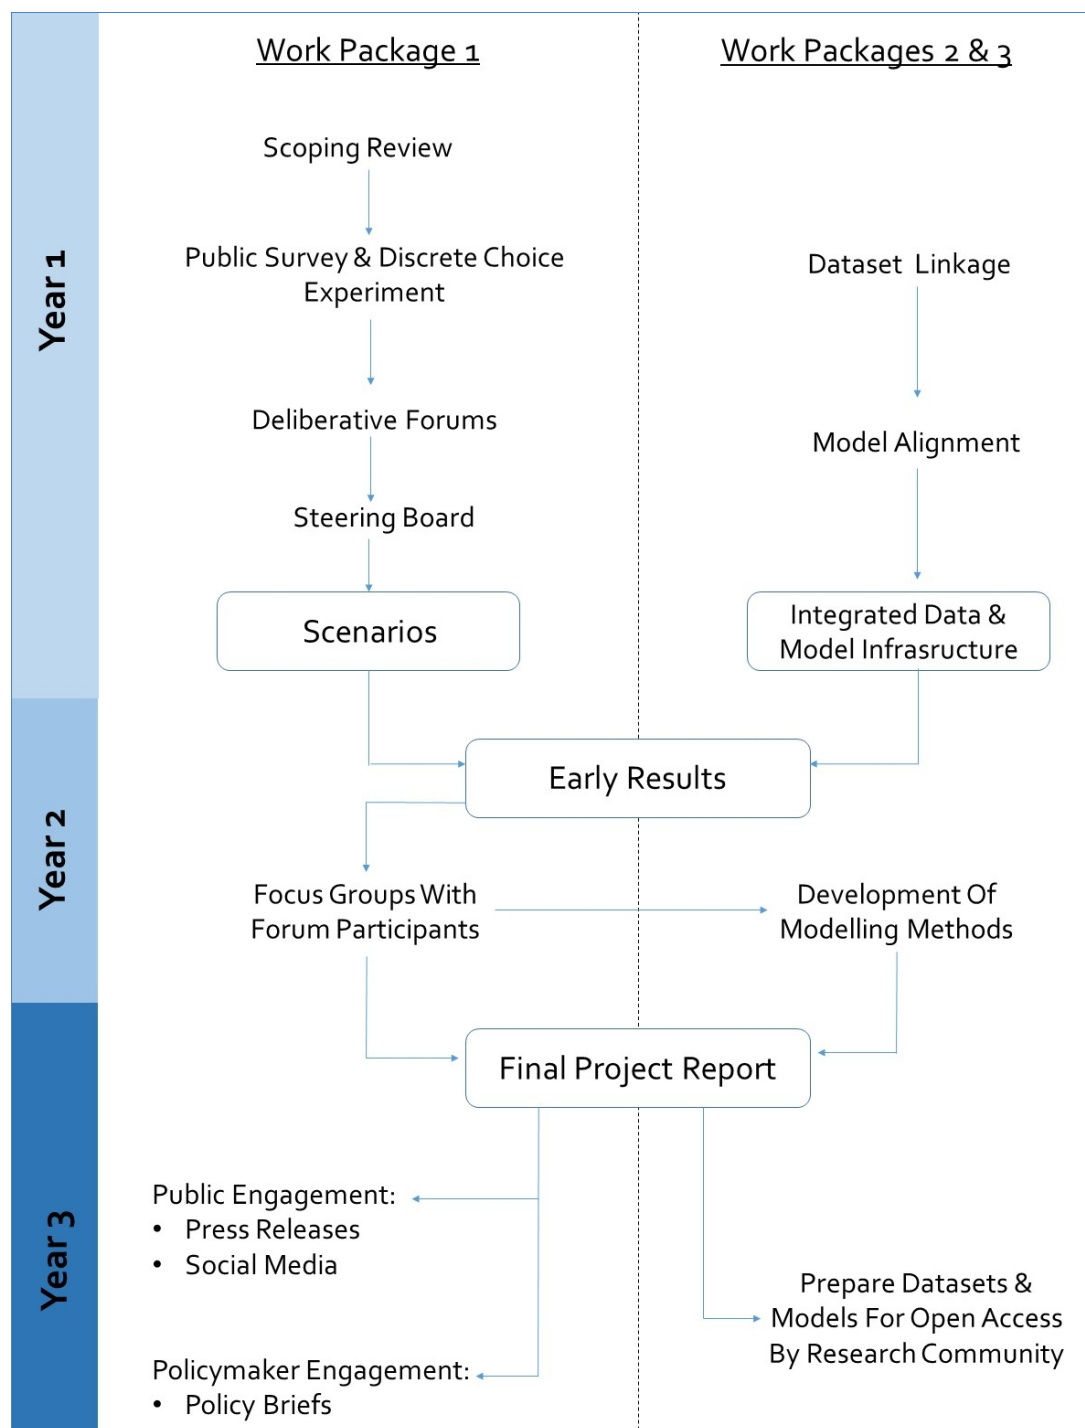 Work Package 1
Work Packages 2 & 3
Year 1
Scoping Review
Public Survey & Discrete Choice
Experiment
Dataset Linkage
Deliberative Forums
Model Alignment
Steering Board
Scenarios
Integrated Data &
Model Infrasructure
Year 2
Early Results
Focus Groups With
Forum Participants
Development Of
Modelling Methods
Year 3
Final Project Report
Public Engagement:
• Press Releases
• Social Media
Prepare Datasets &
Models For Open Access
By Research Community
Policymaker Engagement:
• Policy Briefs